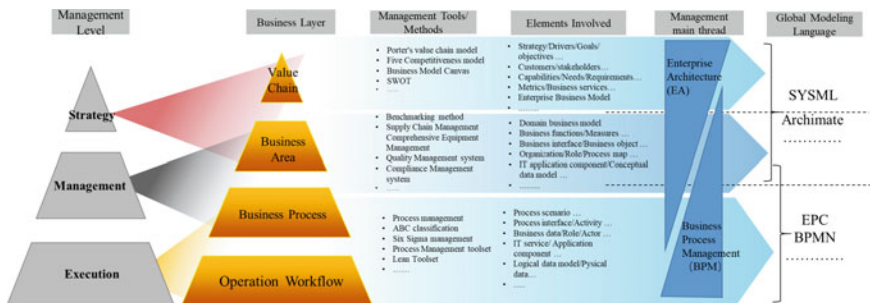 Management
Level
Business Layer
Management Tools/
Methods
Elements Involved
Management
main thread
Global Modeling
Language
Strategy
Management
Execution
Value
Chain
Business
Area
Business Process
Operation Workflow
• Porter's value chain model
• Five Competitiveness model
• Business Model Canvas
• SWOT
• ......
• Benchmarking method
• Supply Chain Management
Comprehensive Equipment
Management
• Quality Management system
• Compliance Management
system
• ......
• Process management
• ABC classification
• Six Sigma management
• Process Management toolset
• Lean Toolset
• ........
• Strategy/Drivers/Goals/
objectives …
• Customers/stakeholders…
• Capabilities/Needs/Requirements…
• Metrics/Business services…
• Enterprise Business Model
• ........
• Domain business model
• Business functions/Measures …
• Business interface/Business object …
• Organization/Role/Process map …
• IT application component/Conceptual
data model …
• ........
• Process scenario …
• Process interface/Activity …
• Business data/Role/Actor …
• IT service/ Application
component …
• Logical data model/Pysical
data…
• ........
Enterprise
Architecture
(EA)
Business
Process
Management
(BPM)
SYSML
Archimate
..........
EPC
BPMN
..........